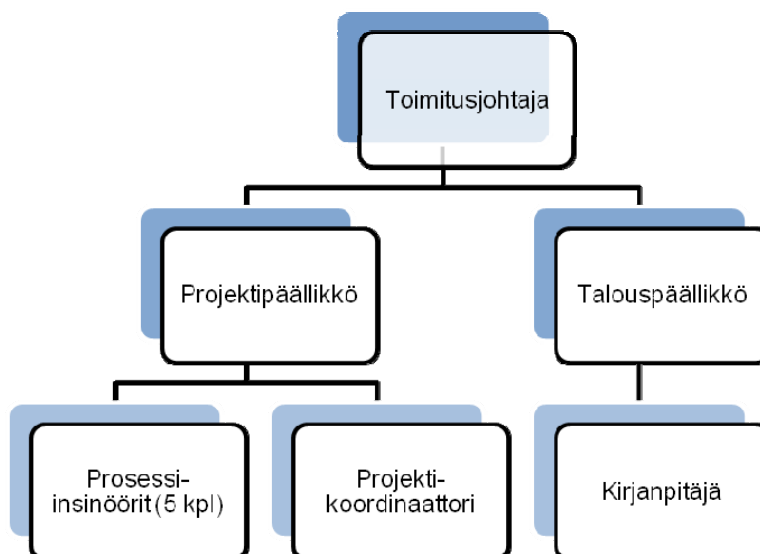 Toimitusjohtaja
Projektipäällikkö
Talouspäällikkö
Prosessi-
insinöörit (5 kpl)
Projekti-
koordinaattori
Kirjanpitäjä